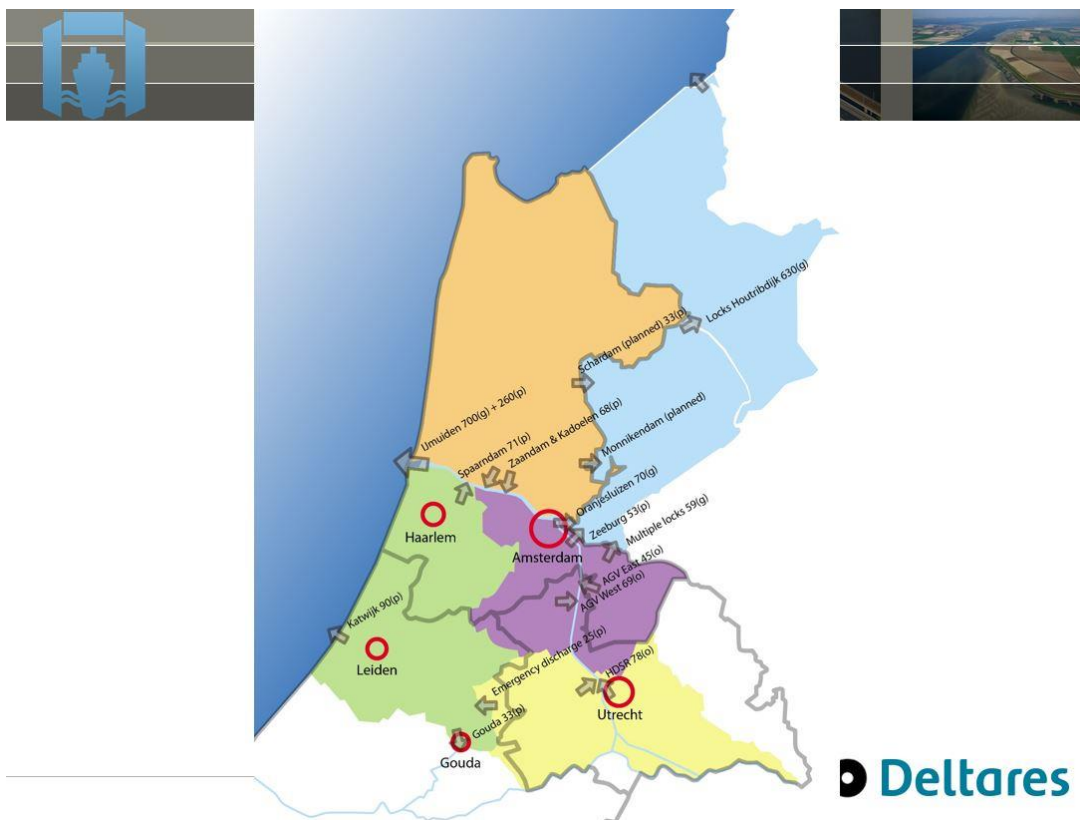 Locks Houtribdijk 630(g)
Schardam (planned) 33(p)
Monnikendam (planned)
IJmuiden 700(g) + 260(p)
Spaarndam 71(p)
Zaandam & Kadoelen 68(p)
Oranjesluizen 70(g)
Zeeburg 53(p)
Multiple locks 59(g)
Haarlem
Amsterdam
AGV East 45(o)
AGV West 69(o)
Katwijk 90(p)
Leiden
Emergency discharge 25(p)
HDSR 78(o)
Utrecht
Gouda 33(p)
Gouda
Deltares